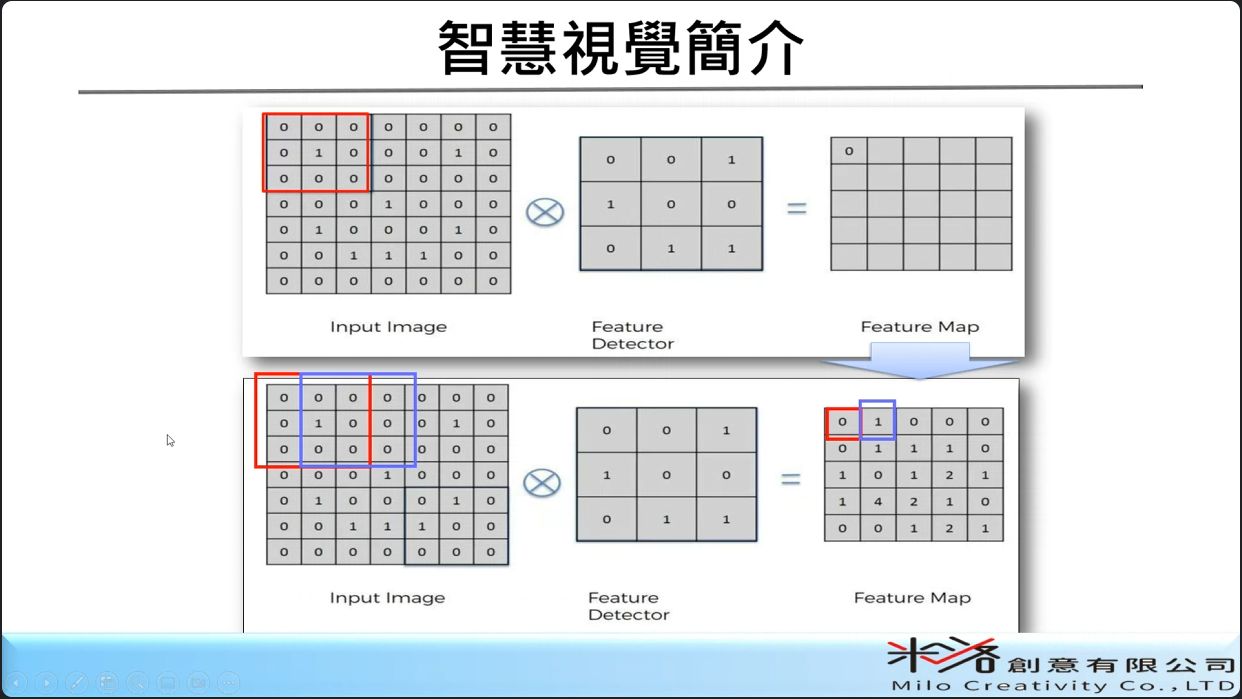 智慧視覺簡介
0 0 0 0 0 0 0
0 1 0 0 0 1 0
0 0 0 0 0 0 0
0 0 0 1 0 0 0
0 1 0 0 0 1 0
0 0 1 1 1 0 0
0 0 0 0 0 0 0
0 0 1
1 0 0
0 1 1
=
0
Input Image
Feature
Detector
Feature Map
0 0 0 0 0 0 0
0 1 0 0 0 1 0
0 0 0 0 0 0 0
0 0 0 1 0 0 0
0 1 0 0 0 1 0
0 0 1 1 1 0 0
0 0 0 0 0 0 0
0 0 1
1 0 0
0 1 1
=
0 1 0 0 0
0 1 1 1 0
1 0 1 2 1
1 4 2 1 0
0 0 1 2 1
Input Image
Feature
Detector
Feature Map
米洛創意有限公司
Milo Creativity Co.,LTD